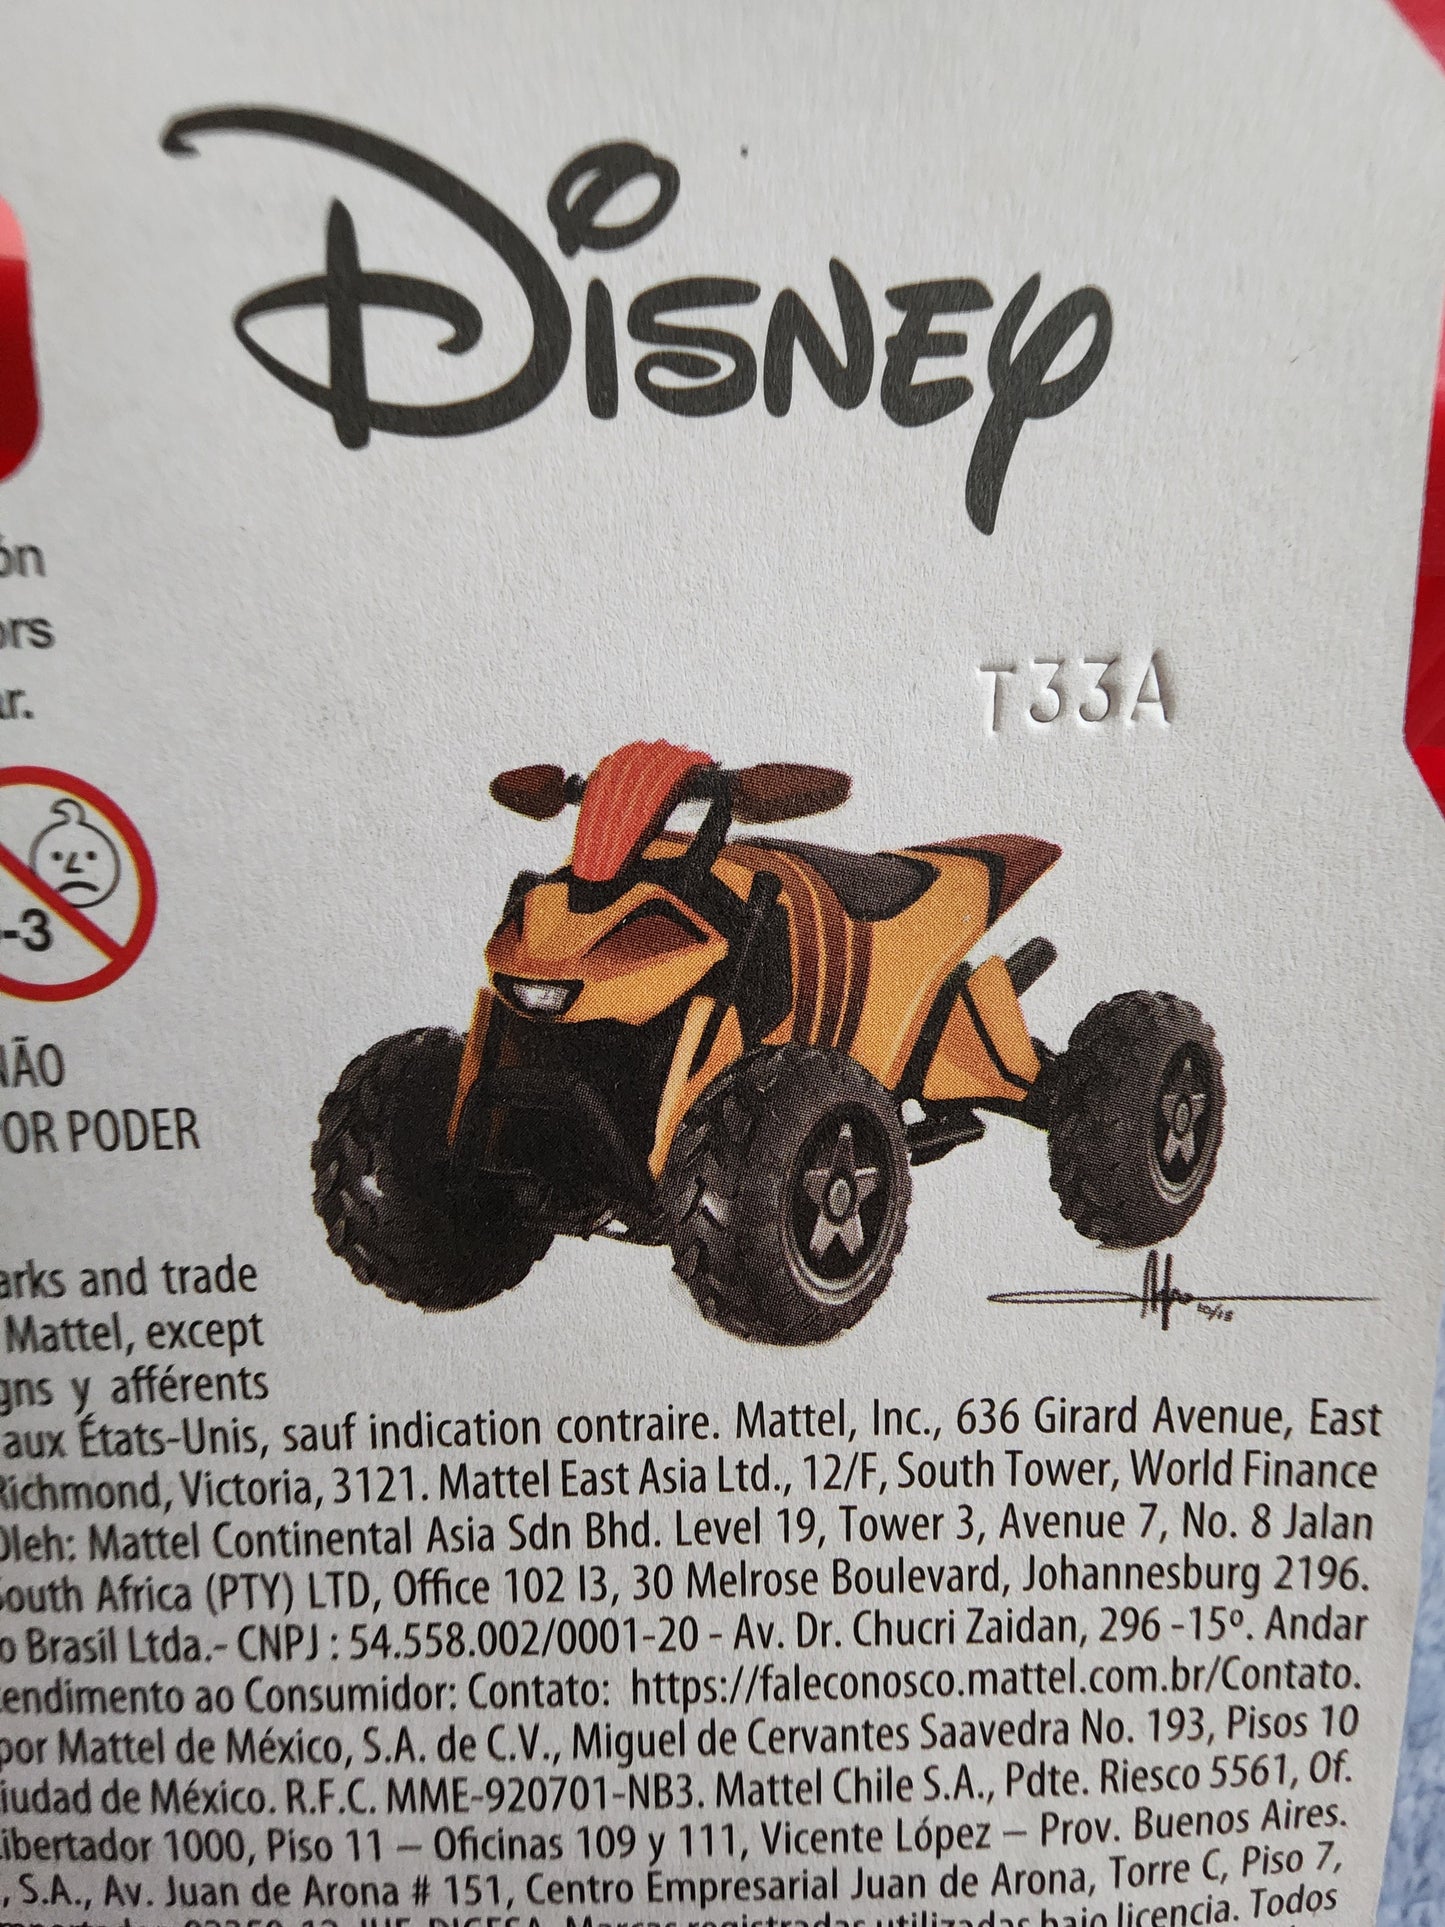 DISNEY
ón
ors
ar.
T33A
-3
NÃO
POR PODER
arks and trade
Mattel, except
gns y afférents
aux États-Unis, sauf indication contraire. Mattel, Inc., 636 Girard Avenue, East
Richmond, Victoria, 3121. Mattel East Asia Ltd., 12/F, South Tower, World Finance
Oleh: Mattel Continental Asia Sdn Bhd. Level 19, Tower 3, Avenue 7, No. 8 Jalan
South Africa (PTY) LTD, Office 102 I3, 30 Melrose Boulevard, Johannesburg 2196.
o Brasil Ltda.- CNPJ : 54.558.002/0001-20 - Av. Dr. Chucri Zaidan, 296 -15º. Andar
endimento ao Consumidor: Contato: https://faleconosco.mattel.com.br/Contato.
por Mattel de México, S.A. de C.V., Miguel de Cervantes Saavedra No. 193, Pisos 10
iudad de México. R.F.C. MME-920701-NB3. Mattel Chile S.A., Pdte. Riesco 5561, Of.
Libertador 1000, Piso 11 – Oficinas 109 y 111, Vicente López – Prov. Buenos Aires.
, S.A., Av. Juan de Arona # 151, Centro Empresarial Juan de Arona, Torre C, Piso 7,
Marcas registradas utilizadas bajo licencia. Todos